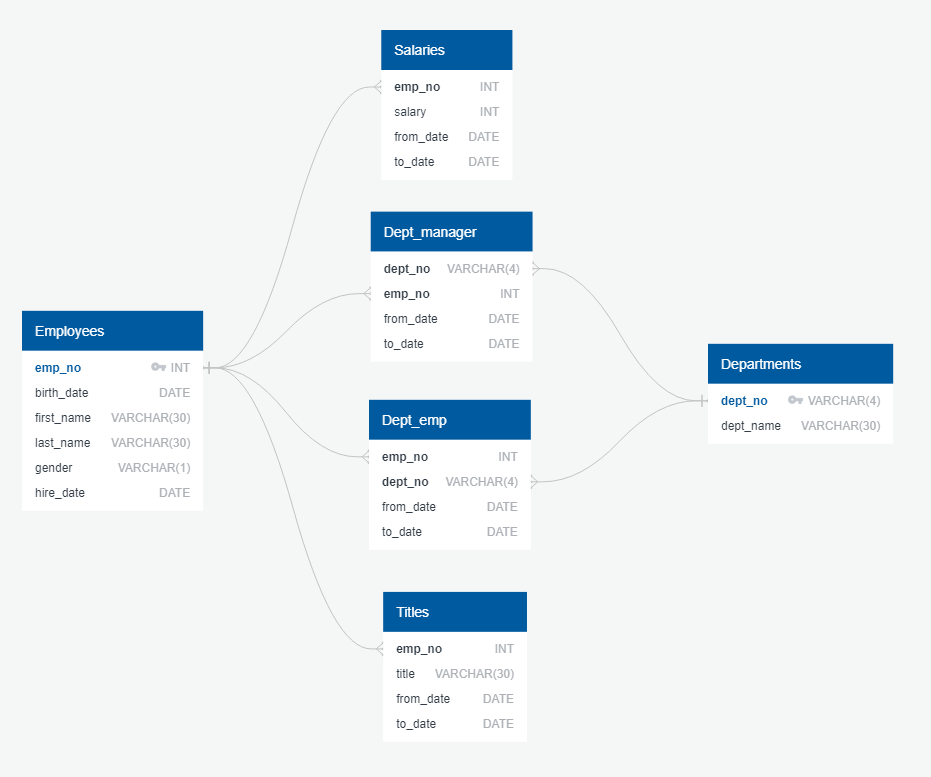 Salaries
emp_no INT
salary INT
from_date DATE
to_date DATE
Dept_manager
dept_no VARCHAR(4)
emp_no INT
from_date DATE
to_date DATE
Employees
emp_no INT
birth_date DATE
first_name VARCHAR(30)
last_name VARCHAR(30)
gender VARCHAR(1)
hire_date DATE
Departments
dept_no VARCHAR(4)
dept_name VARCHAR(30)
Dept_emp
emp_no INT
dept_no VARCHAR(4)
from_date DATE
to_date DATE
Titles
emp_no INT
title VARCHAR(30)
from_date DATE
to_date DATE